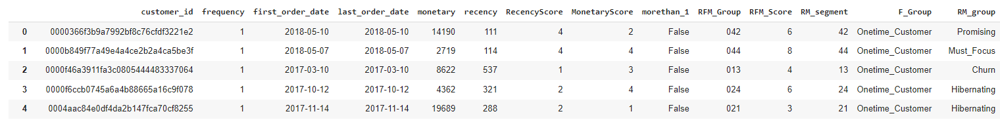 customer_id frequency first_order_date last_order_date monetary recency RecencyScore MonetaryScore morethan_1 RFM_Group RFM_Score RM_segment F_Group RM_group
0 0000366f3b9a7992bf8c76cfdf3221e2 1 2018-05-10 2018-05-10 14190 111 4 2 False 042 6 42 Onetime_Customer Promising
1 0000b849f77a49e4a4ce2b2a4ca5be3f 1 2018-05-07 2018-05-07 2719 114 4 4 False 044 8 44 Onetime_Customer Must_Focus
2 0000f46a3911fa3c0805444483337064 1 2017-03-10 2017-03-10 8622 537 1 3 False 013 4 13 Onetime_Customer Churn
3 0000f6ccb0745a6a4b88665a16c9f078 1 2017-10-12 2017-10-12 4362 321 2 4 False 024 6 24 Onetime_Customer Hibernating
4 0004aac84e0df4da2b147fca70cf8255 1 2017-11-14 2017-11-14 19689 288 2 1 False 021 3 21 Onetime_Customer Hibernating